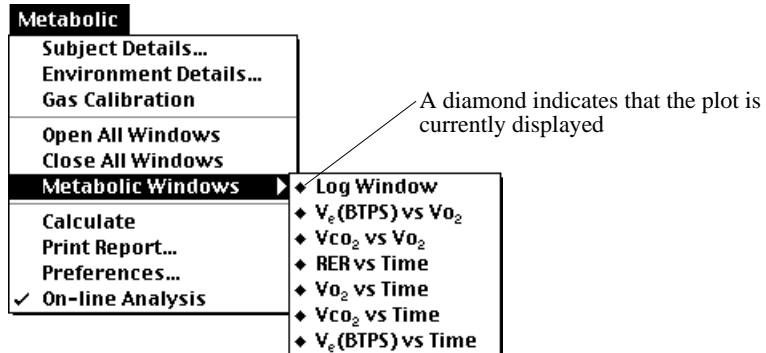 Metabolic
Subject Details...
Environment Details...
Gas Calibration
Open All Windows
Close All Windows
Metabolic Windows
Calculate
Print Report...
Preferences...
✓ On-line Analysis
◆ Log Window
◆ Vₑ(BTPS) vs Vo₂
◆ Vco₂ vs Vo₂
◆ RER vs Time
◆ Vo₂ vs Time
◆ Vco₂ vs Time
◆ Vₑ(BTPS) vs Time
A diamond indicates that the plot is
currently displayed